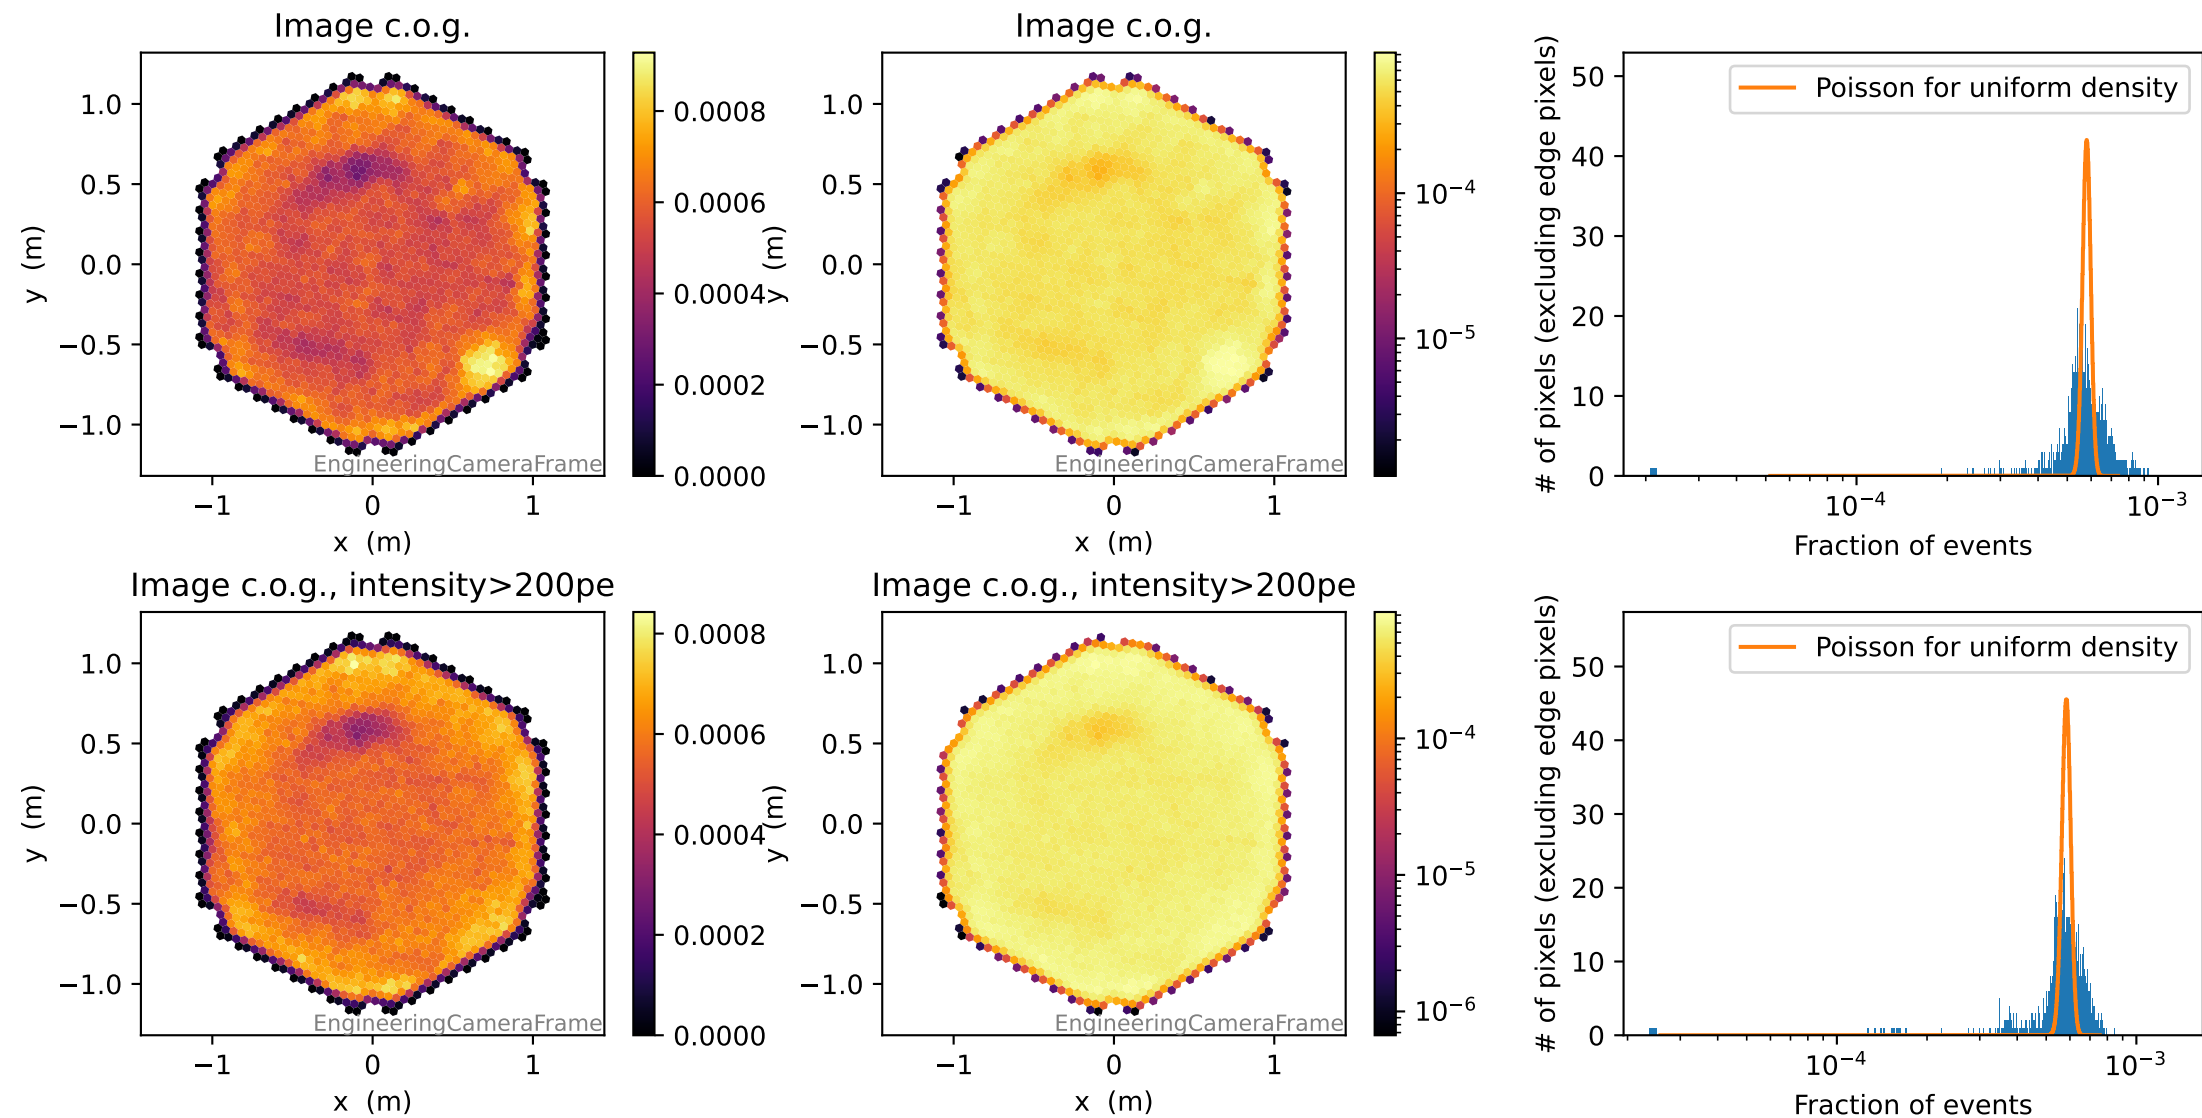 Image c.o.g.
1.0
0.5
0.0
−0.5
−1.0
y (m)
−1
0
1
x (m)
EngineeringCameraFrame
0.0008
0.0006
0.0004
0.0002
0.0000
Image c.o.g.
1.0
0.5
0.0
−0.5
−1.0
y (m)
−1
0
1
x (m)
EngineeringCameraFrame
10⁻⁴
10⁻⁵
# of pixels (excluding edge pixels)
50
40
30
20
10
0
Poisson for uniform density
10⁻⁴
10⁻³
Fraction of events
Image c.o.g., intensity>200pe
1.0
0.5
0.0
−0.5
−1.0
y (m)
−1
0
1
x (m)
EngineeringCameraFrame
0.0008
0.0006
0.0004
0.0002
0.0000
Image c.o.g., intensity>200pe
1.0
0.5
0.0
−0.5
−1.0
y (m)
−1
0
1
x (m)
EngineeringCameraFrame
10⁻⁴
10⁻⁵
10⁻⁶
# of pixels (excluding edge pixels)
50
40
30
20
10
0
Poisson for uniform density
10⁻⁴
10⁻³
Fraction of events